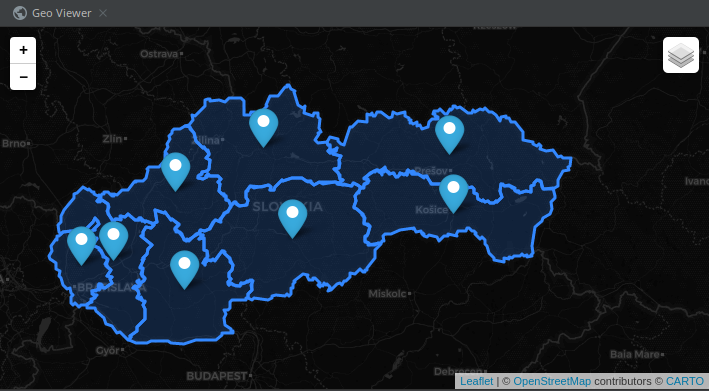 Geo Viewer
+
−
Ostrava
Brno
Zlín
Žilina
Prešov
SLOVAKIA
Košice
BRATISLAVA
Miskolc
Győr
BUDAPEST
Debrecen
Baia Mare
Leaflet | © OpenStreetMap contributors © CARTO